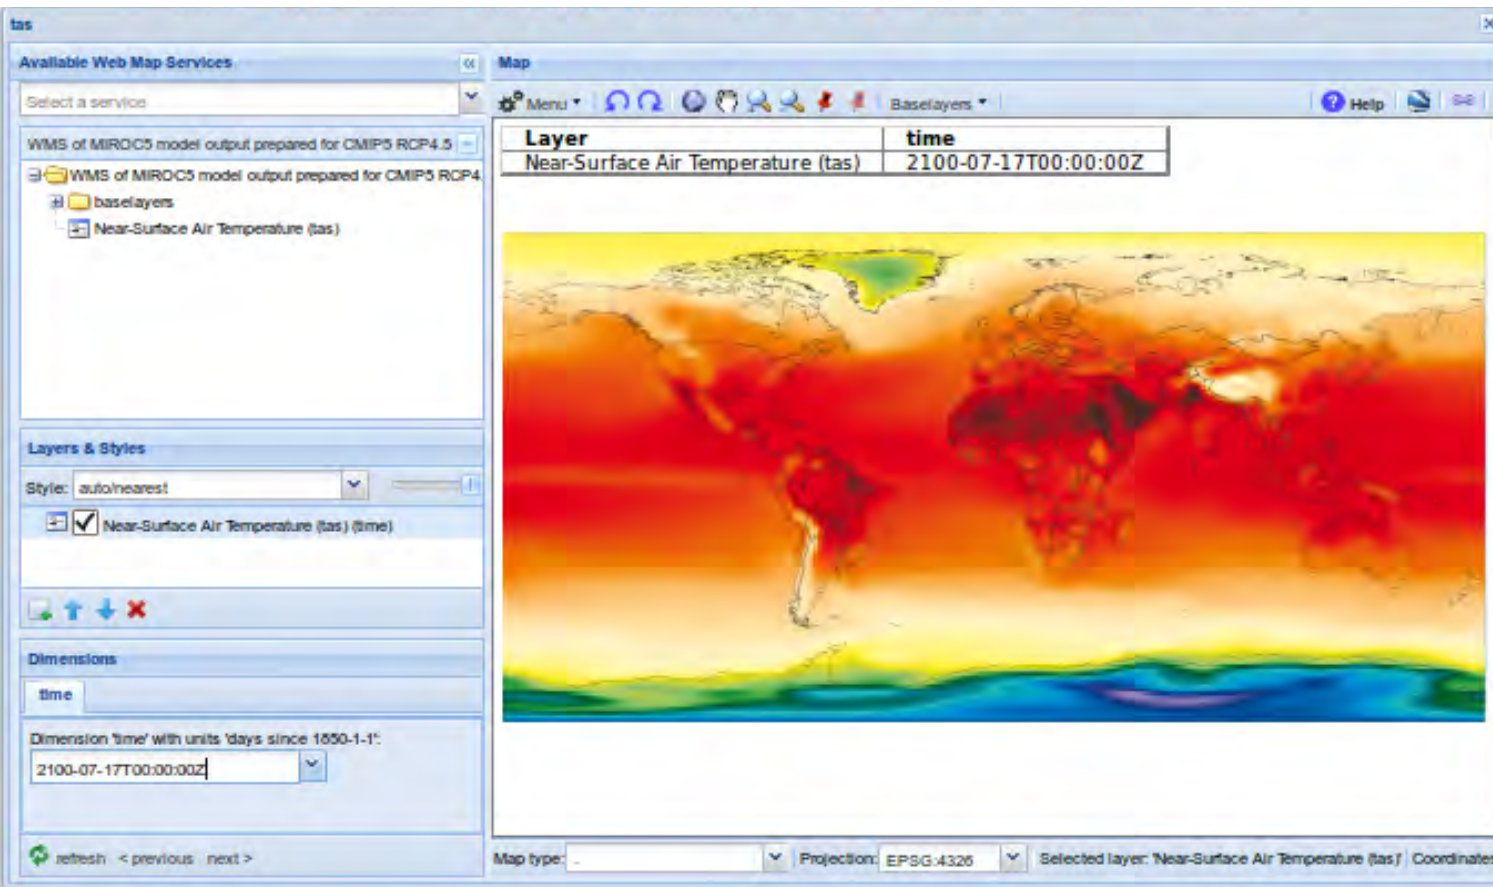 tas
Available Web Map Services
Select a service
WMS of MIROC5 model output prepared for CMIP5 RCP4.5
WMS of MIROC5 model output prepared for CMIP5 RCP4
baselayers
Near-Surface Air Temperature (tas)
Layers & Styles
Style: auto/nearest
Near-Surface Air Temperature (tas) (time)
Dimensions
time
Dimension 'time' with units 'days since 1850-1-1':
2100-07-17T00:00:00Z
refresh < previous next >
Map
Menu Baselayers Help
Layer time
Near-Surface Air Temperature (tas) 2100-07-17T00:00:00Z
Map type: - Projection: EPSG:4326 Selected layer: 'Near-Surface Air Temperature (tas)' Coordinates